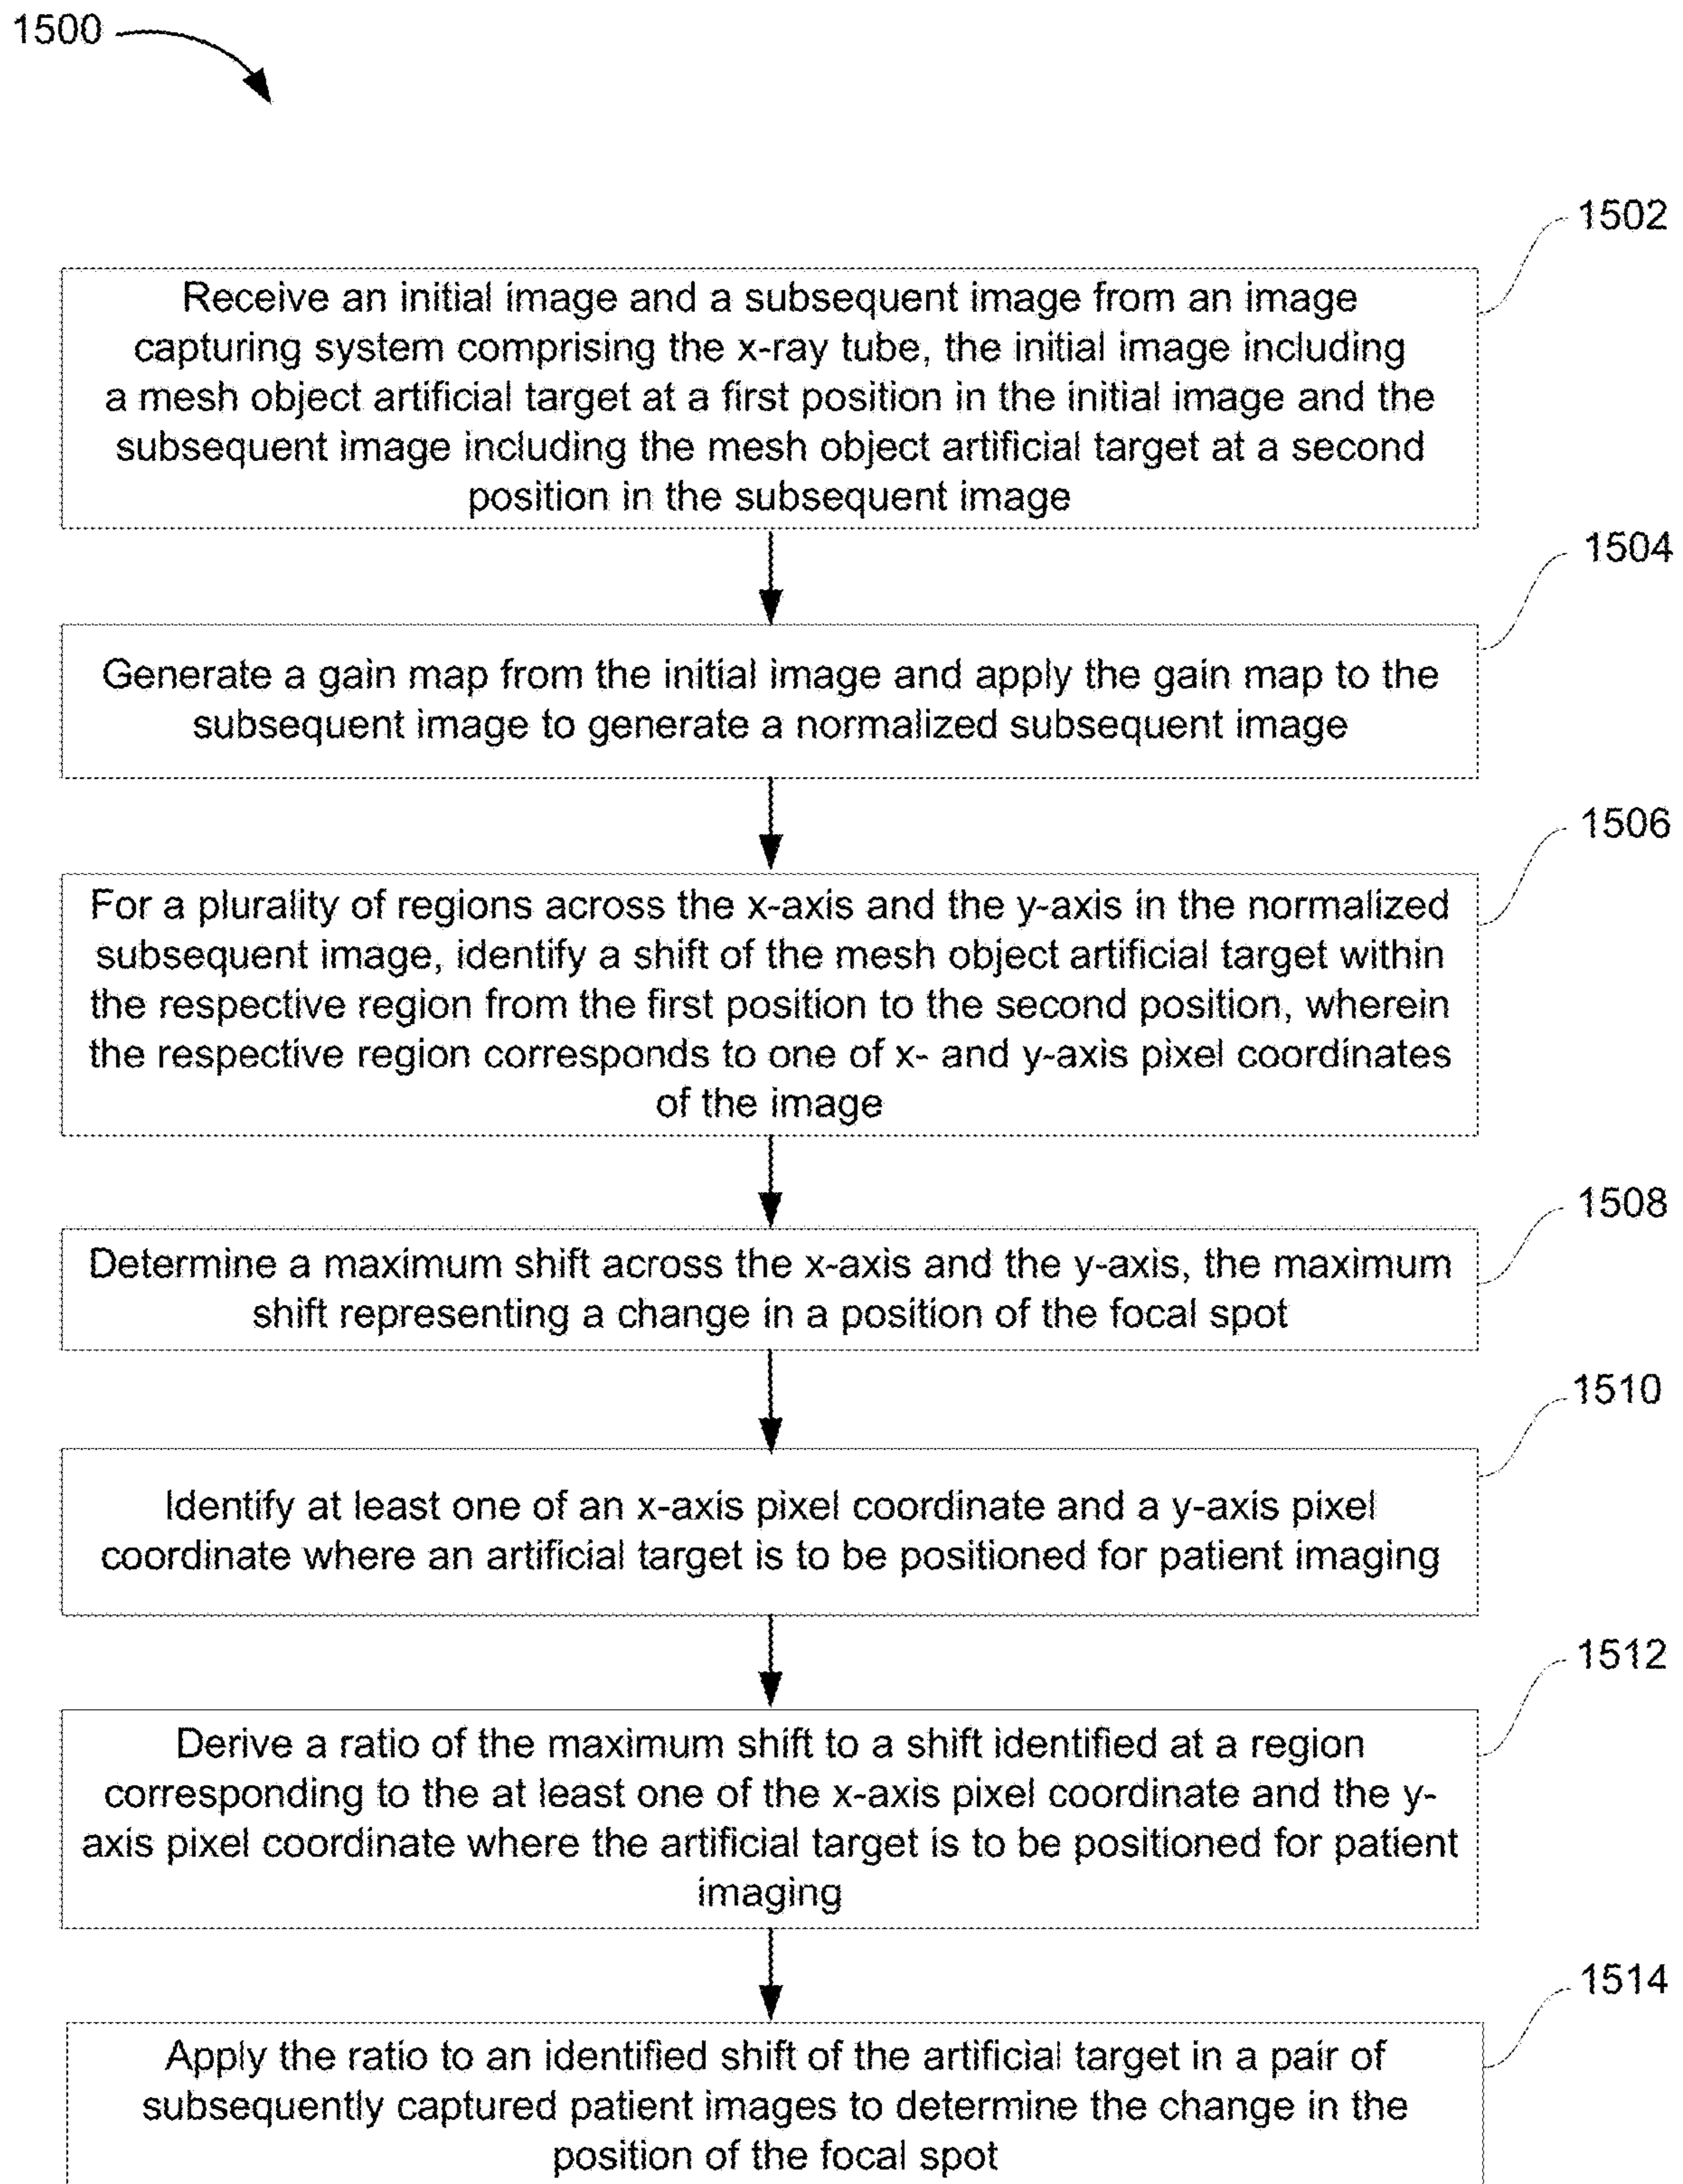 1500
1502
Receive an initial image and a subsequent image from an image
capturing system comprising the x-ray tube, the initial image including
a mesh object artificial target at a first position in the initial image and the
subsequent image including the mesh object artificial target at a second
position in the subsequent image
1504
Generate a gain map from the initial image and apply the gain map to the
subsequent image to generate a normalized subsequent image
1506
For a plurality of regions across the x-axis and the y-axis in the normalized
subsequent image, identify a shift of the mesh object artificial target within
the respective region from the first position to the second position, wherein
the respective region corresponds to one of x- and y-axis pixel coordinates
of the image
1508
Determine a maximum shift across the x-axis and the y-axis, the maximum
shift representing a change in a position of the focal spot
1510
Identify at least one of an x-axis pixel coordinate and a y-axis pixel
coordinate where an artificial target is to be positioned for patient imaging
1512
Derive a ratio of the maximum shift to a shift identified at a region
corresponding to the at least one of the x-axis pixel coordinate and the y-
axis pixel coordinate where the artificial target is to be positioned for patient
imaging
1514
Apply the ratio to an identified shift of the artificial target in a pair of
subsequently captured patient images to determine the change in the
position of the focal spot